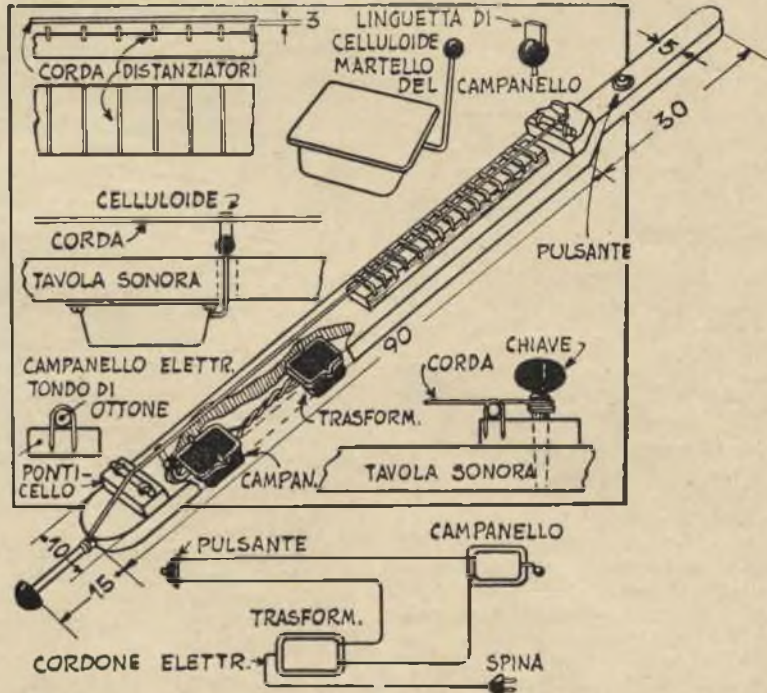 3
CORDA
DISTANZIATORI
LINGUETTA DI
CELLULOIDE
MARTELLO
DEL
CAMPANELLO
5
30
PULSANTE
CELLULOIDE
CORDA
TAVOLA SONORA
CAMPANELLO ELETTR.
TONDO DI
OTTONE
PONTI-
CELLO
90
TRASFORM.
CAMPAN.
CORDA
CHIAVE
TAVOLA SONORA
10
15
PULSANTE
CAMPANELLO
TRASFORM.
CORDONE ELETTR.
SPINA